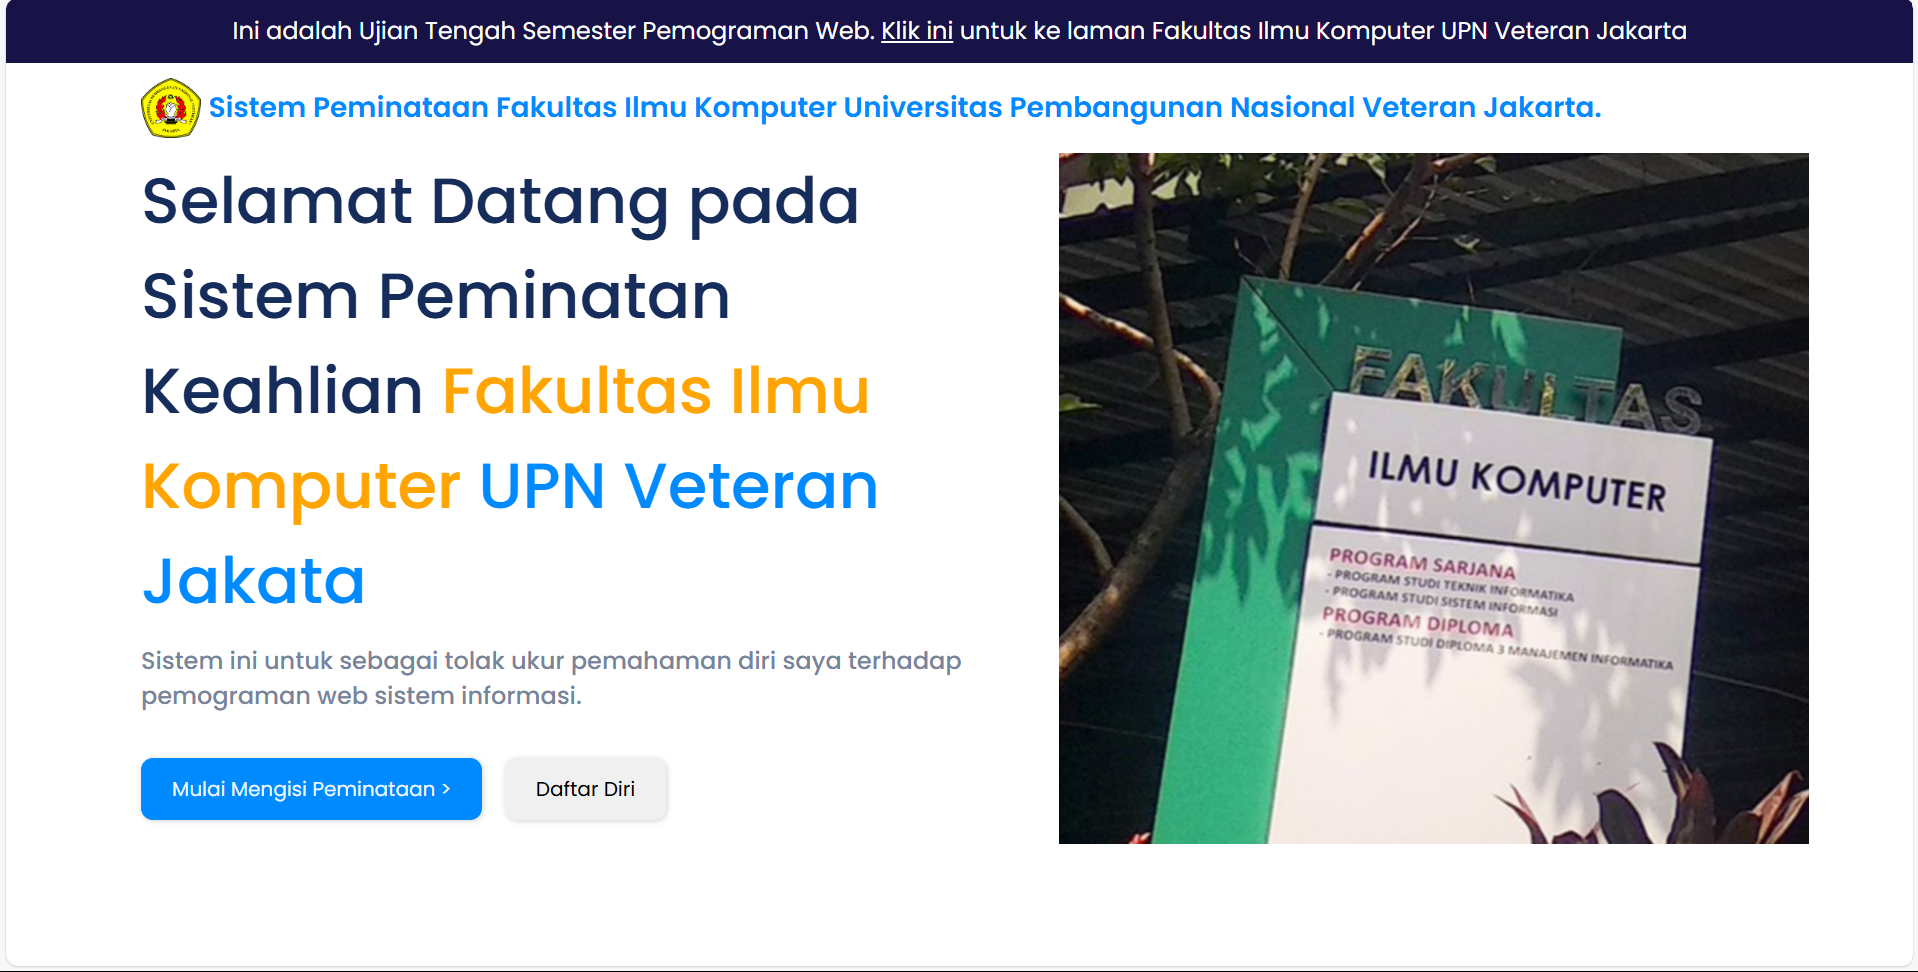 Ini adalah Ujian Tengah Semester Pemograman Web. Klik ini untuk ke laman Fakultas Ilmu Komputer UPN Veteran Jakarta
Sistem Peminataan Fakultas Ilmu Komputer Universitas Pembangunan Nasional Veteran Jakarta.
Selamat Datang pada
Sistem Peminatan
Keahlian Fakultas Ilmu
Komputer UPN Veteran
Jakata
Sistem ini untuk sebagai tolak ukur pemahaman diri saya terhadap
pemograman web sistem informasi.
Mulai Mengisi Peminataan >
Daftar Diri
FAKULTAS
ILMU KOMPUTER
PROGRAM SARJANA
- PROGRAM STUDI TEKNIK INFORMATIKA
- PROGRAM STUDI SISTEM INFORMASI
PROGRAM DIPLOMA
- PROGRAM STUDI DIPLOMA 3 MANAJEMEN INFORMATIKA